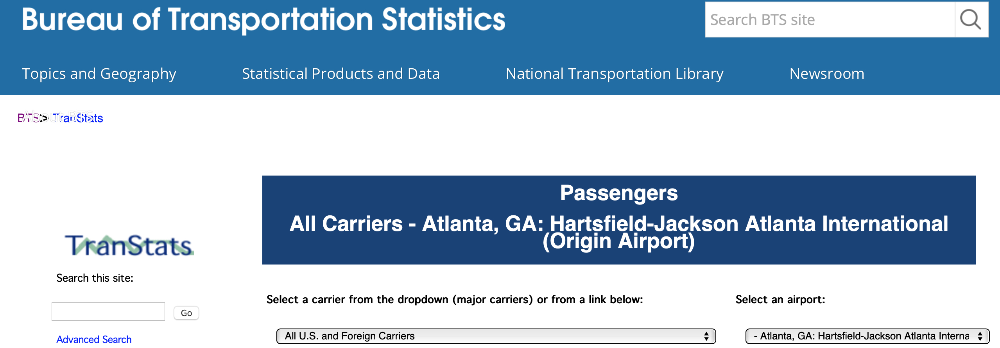 Bureau of Transportation Statistics
Search BTS site
Topics and Geography
Statistical Products and Data
National Transportation Library
Newsroom
About BTS
BTS > TranStats
Passengers
All Carriers - Atlanta, GA: Hartsfield-Jackson Atlanta International
(Origin Airport)
TranStats
Search this site:
Go
Advanced Search
Select a carrier from the dropdown (major carriers) or from a link below:
Select an airport:
All U.S. and Foreign Carriers
- Atlanta, GA: Hartsfield-Jackson Atlanta Interna